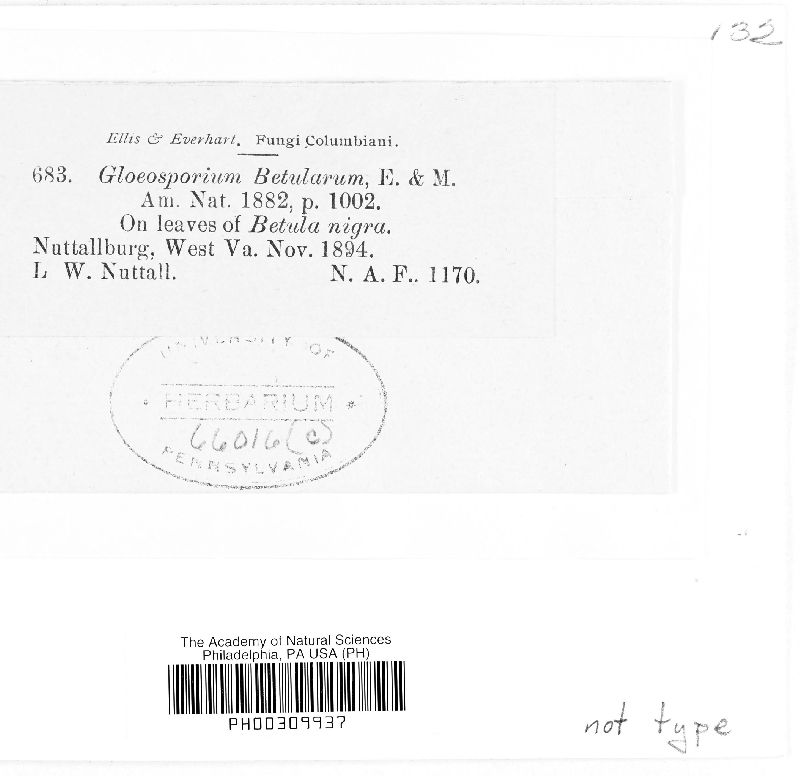 132
Ellis & Everhart. Fungi Columbiani.
683. Gloeosporium Betularum, E. & M.
Am. Nat. 1882, p. 1002.
On leaves of Betula nigra.
Nuttallburg, West Va. Nov. 1894.
L W. Nuttall. N. A. F.. 1170.
UNIVERSITY OF
HERBARIUM
66016(c)
PENNSYLVANIA
The Academy of Natural Sciences
Philadelphia, PA USA (PH)
PH00309937
not type